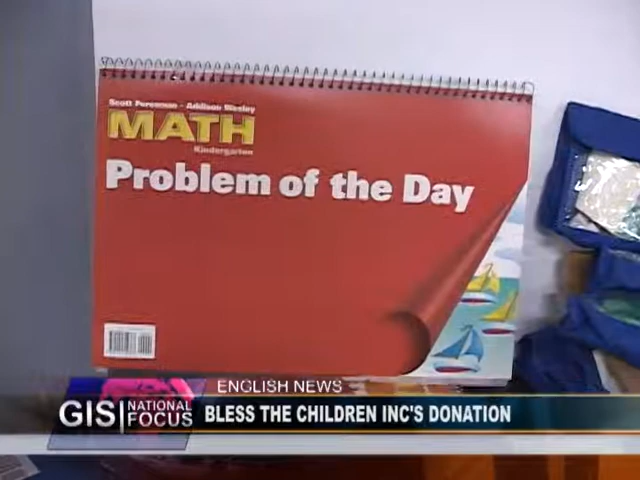 Scott Foresman - Addison Wesley
MATH
Kindergarten
Problem of the Day
ENGLISH NEWS
GIS NATIONAL FOCUS
BLESS THE CHILDREN INC'S DONATION